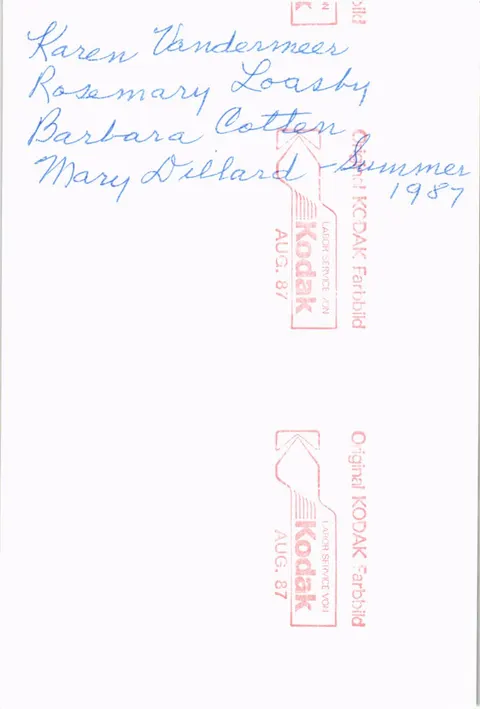 Karen Vandermeer
Rosemary Loasby
Barbara Cotten
Mary Dillard - Summer
1987
Original KODAK Farbbild
LABOR SERVICE VON
Kodak
AUG. 87
Original KODAK Farbbild
LABOR SERVICE VON
Kodak
AUG. 87